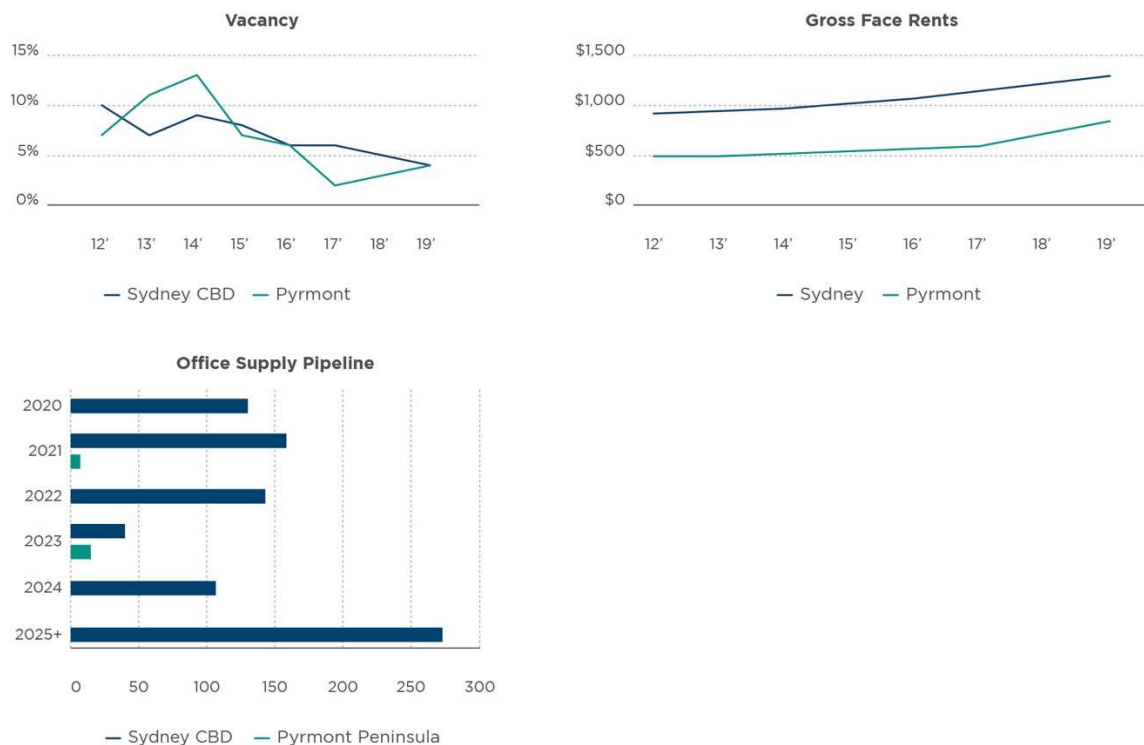 Vacancy
15%
10%
5%
0%
12’ 13’ 14’ 15’ 16’ 17’ 18’ 19’
Sydney CBD Pyrmont
Gross Face Rents
$1,500
$1,000
$500
$0
12’ 13’ 14’ 15’ 16’ 17’ 18’ 19’
Sydney Pyrmont
Office Supply Pipeline
2020
2021
2022
2023
2024
2025+
0 50 100 150 200 250 300
Sydney CBD Pyrmont Peninsula